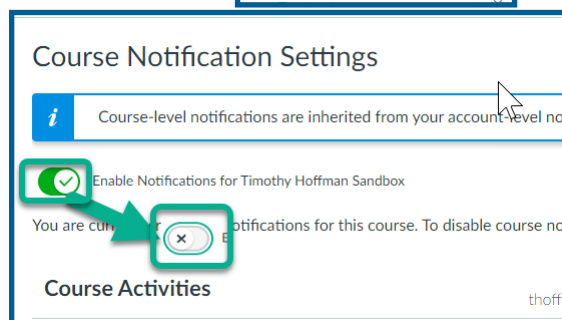 Course Notification Settings
i Course-level notifications are inherited from your account-level no
Enable Notifications for Timothy Hoffman Sandbox
You are cur notifications for this course. To disable course no
E
Course Activities
thoff